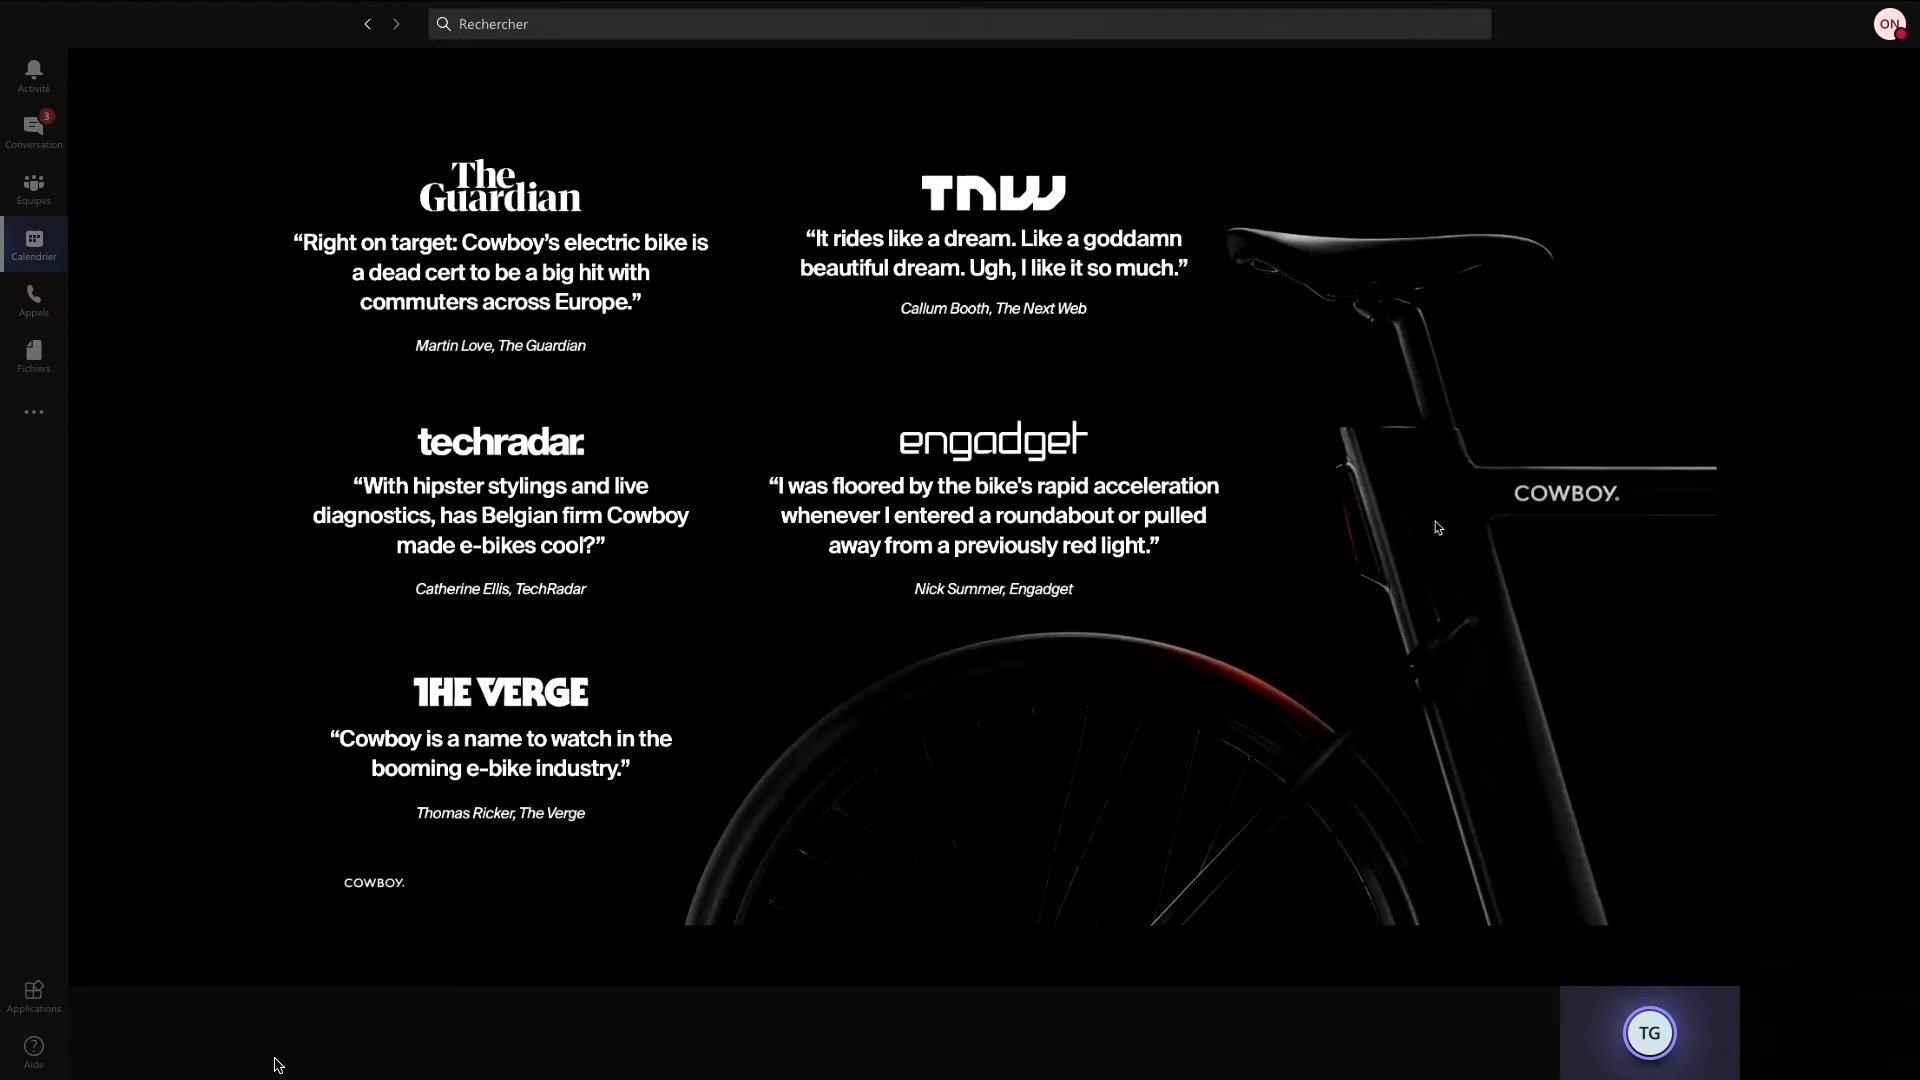 Rechercher
ON
Activité
3
Conversation
Équipes
Calendrier
Appels
Fichiers
Applications
Aide
The
Guardian
“Right on target: Cowboy’s electric bike is
a dead cert to be a big hit with
commuters across Europe.”
Martin Love, The Guardian
TNW
“It rides like a dream. Like a goddamn
beautiful dream. Ugh, I like it so much.”
Callum Booth, The Next Web
techradar.
“With hipster stylings and live
diagnostics, has Belgian firm Cowboy
made e-bikes cool?”
Catherine Ellis, TechRadar
engadget
“I was floored by the bike's rapid acceleration
whenever I entered a roundabout or pulled
away from a previously red light.”
Nick Summer, Engadget
THE VERGE
“Cowboy is a name to watch in the
booming e-bike industry.”
Thomas Ricker, The Verge
COWBOY.
COWBOY.
TG